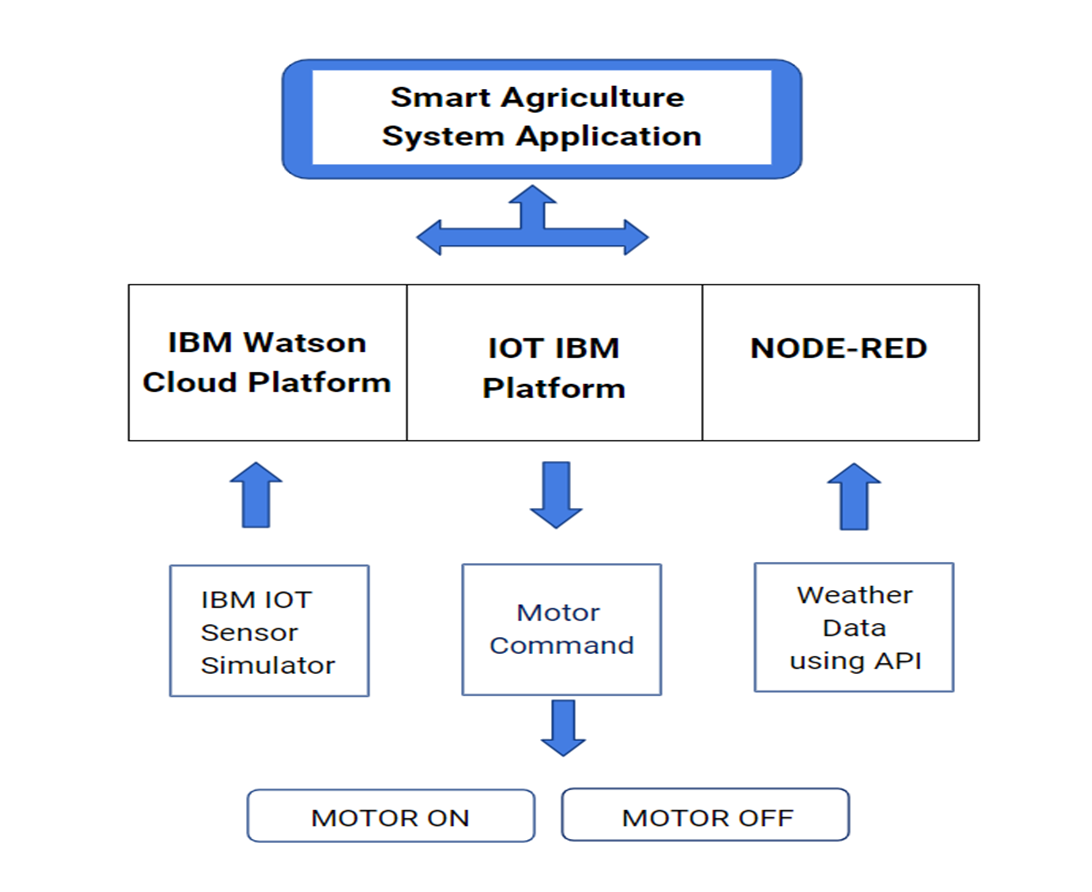 Smart Agriculture
System Application
IBM Watson
Cloud Platform
IOT IBM
Platform
NODE-RED
IBM IOT
Sensor
Simulator
Motor
Command
Weather
Data
using API
MOTOR ON
MOTOR OFF